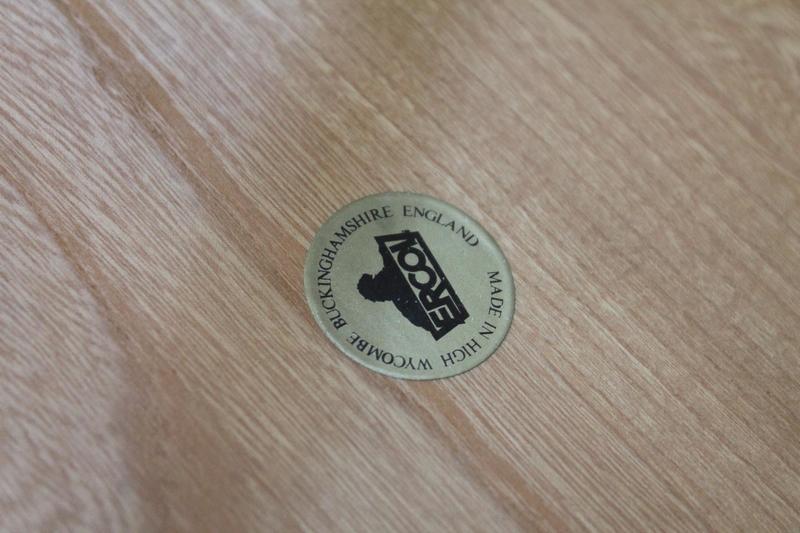 MADE IN HIGH WYCOMBE BUCKINGHAMSHIRE ENGLAND
ERCOL